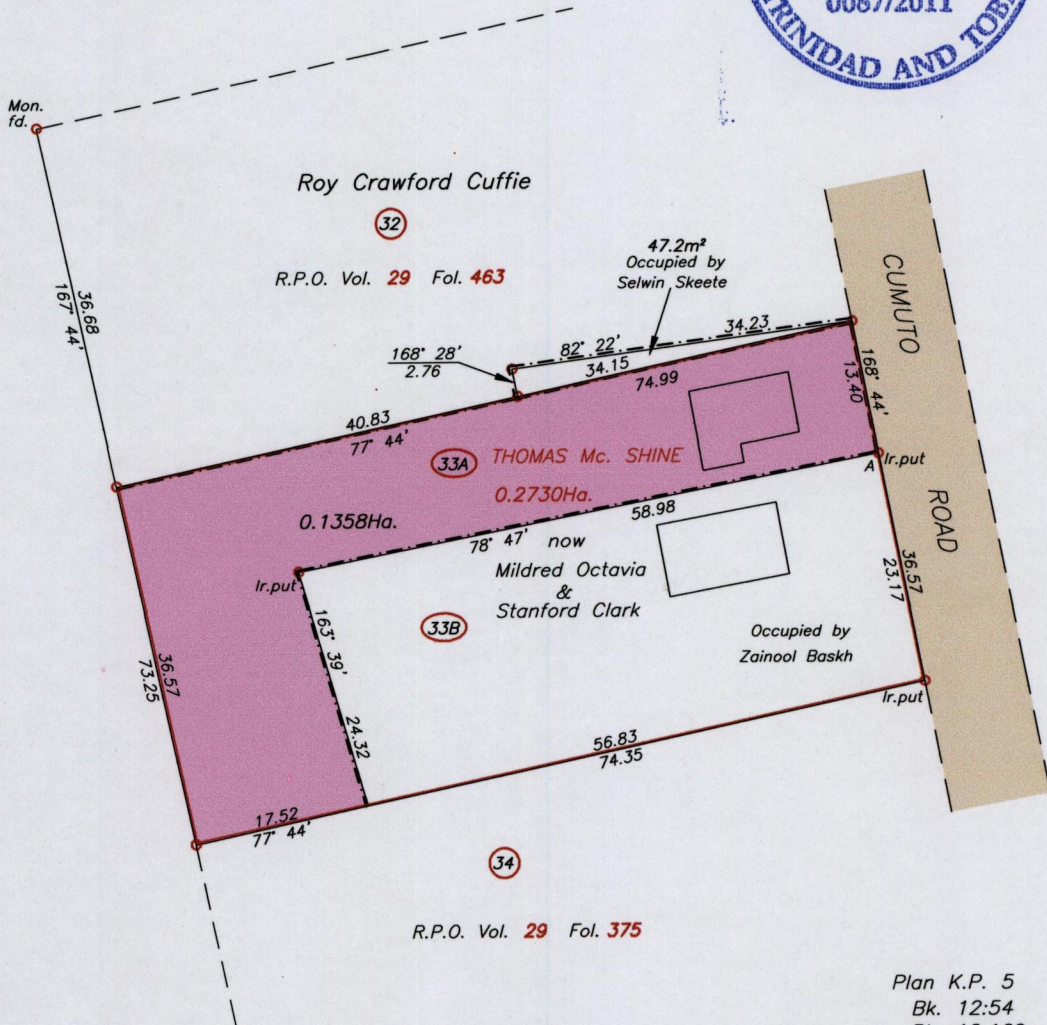 0087/2011
TRINIDAD AND TOB
Mon.
fd.
Roy Crawford Cuffie
32
R.P.O. Vol. 29 Fol. 463
36.68
167° 44'
47.2m²
Occupied by
Selwin Skeete
CUMUTO
ROAD
168° 28'
2.76
82° 22'
34.23
34.15
74.99
40.83
77° 44'
168° 44'
13.40
33A THOMAS Mc. SHINE
0.2730Ha.
0.1358Ha.
Ir.put
A
58.98
78° 47'
now
Mildred Octavia
&
Stanford Clark
Ir.put
33B
163° 39'
24.32
36.57
23.17
Occupied by
Zainool Baskh
Ir.put
36.57
73.25
56.83
74.35
17.52
77° 44'
34
R.P.O. Vol. 29 Fol. 375
Plan K.P. 5
Bk. 12:54